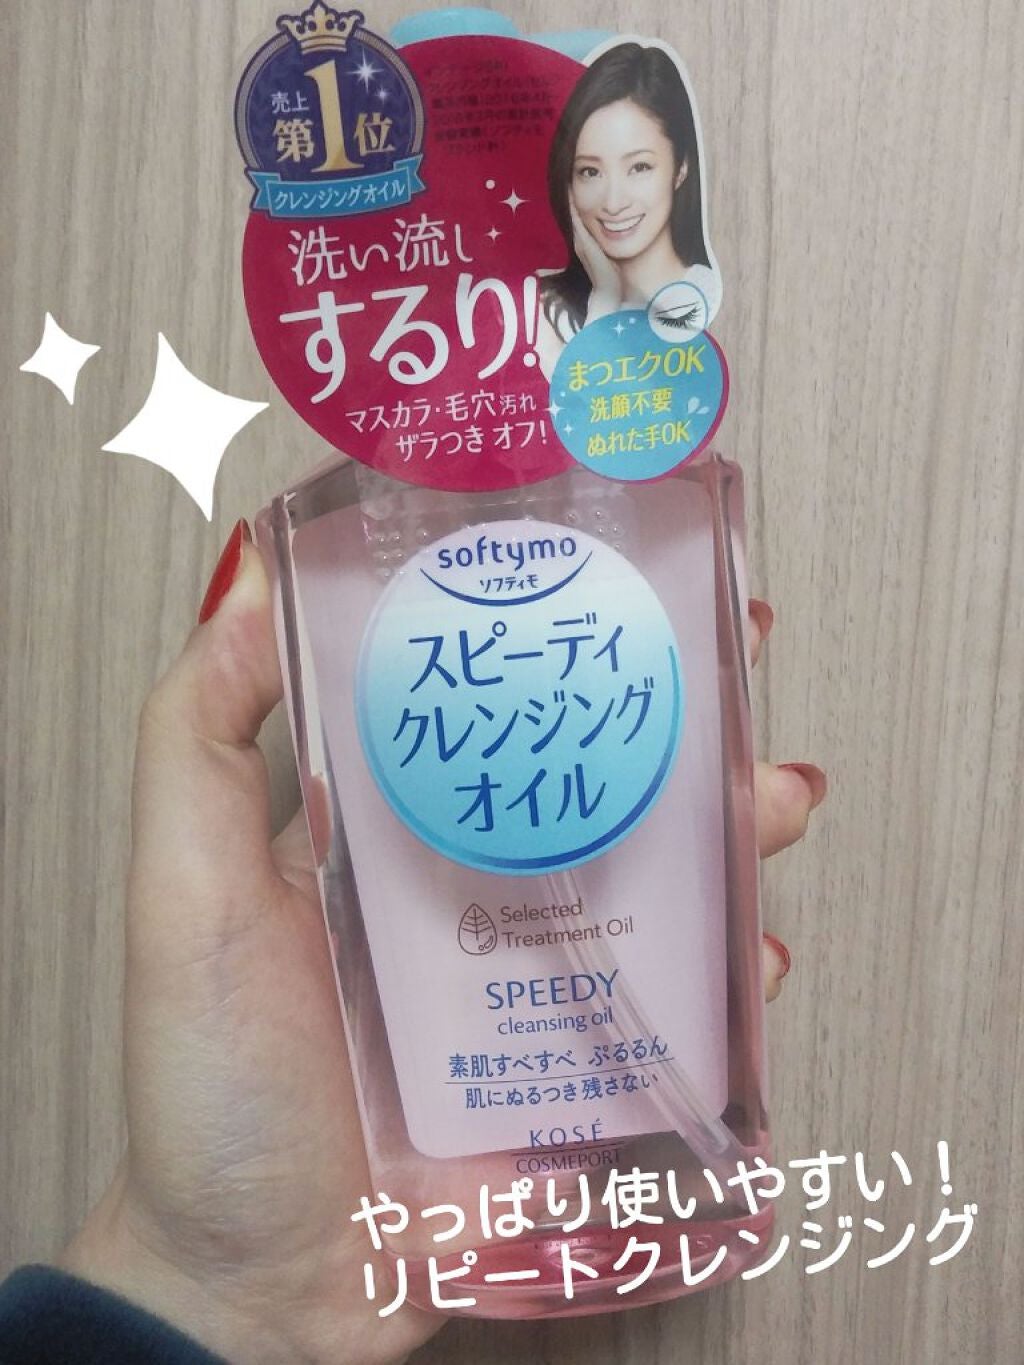 売上
第1位
クレンジングオイル
洗い流し
するり!
マスカラ・毛穴汚れ
ザラつきオフ!
まつエクOK
洗顔不要
ぬれた手OK
softymo
ソフティモ
スピーディ
クレンジング
オイル
Selected
Treatment Oil
SPEEDY
cleansing oil
素肌すべすべ ぷるるん
肌にぬるつき残さない
KOSÉ
COSMEPORT
やっぱり使いやすい！
リピートクレンジング